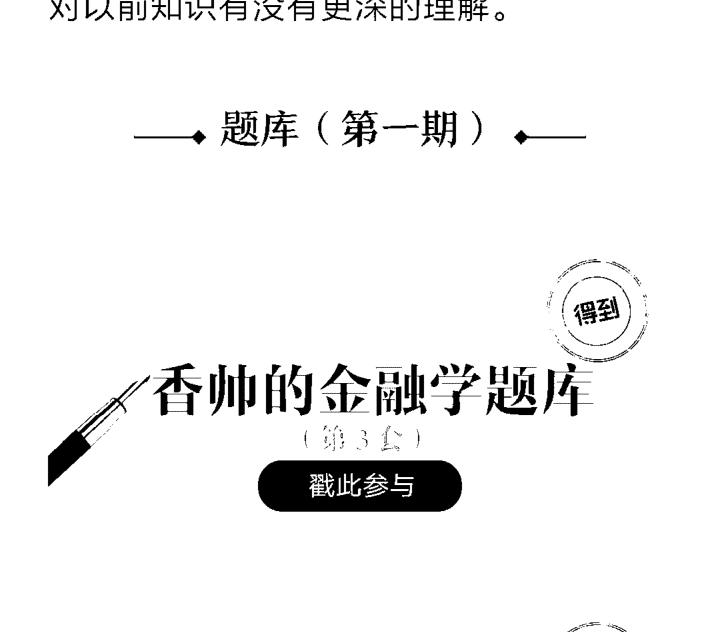 对以前知识有没有更深的理解。
题库（第一期）
得到
香帅的金融学题库
（第3套）
戳此参与